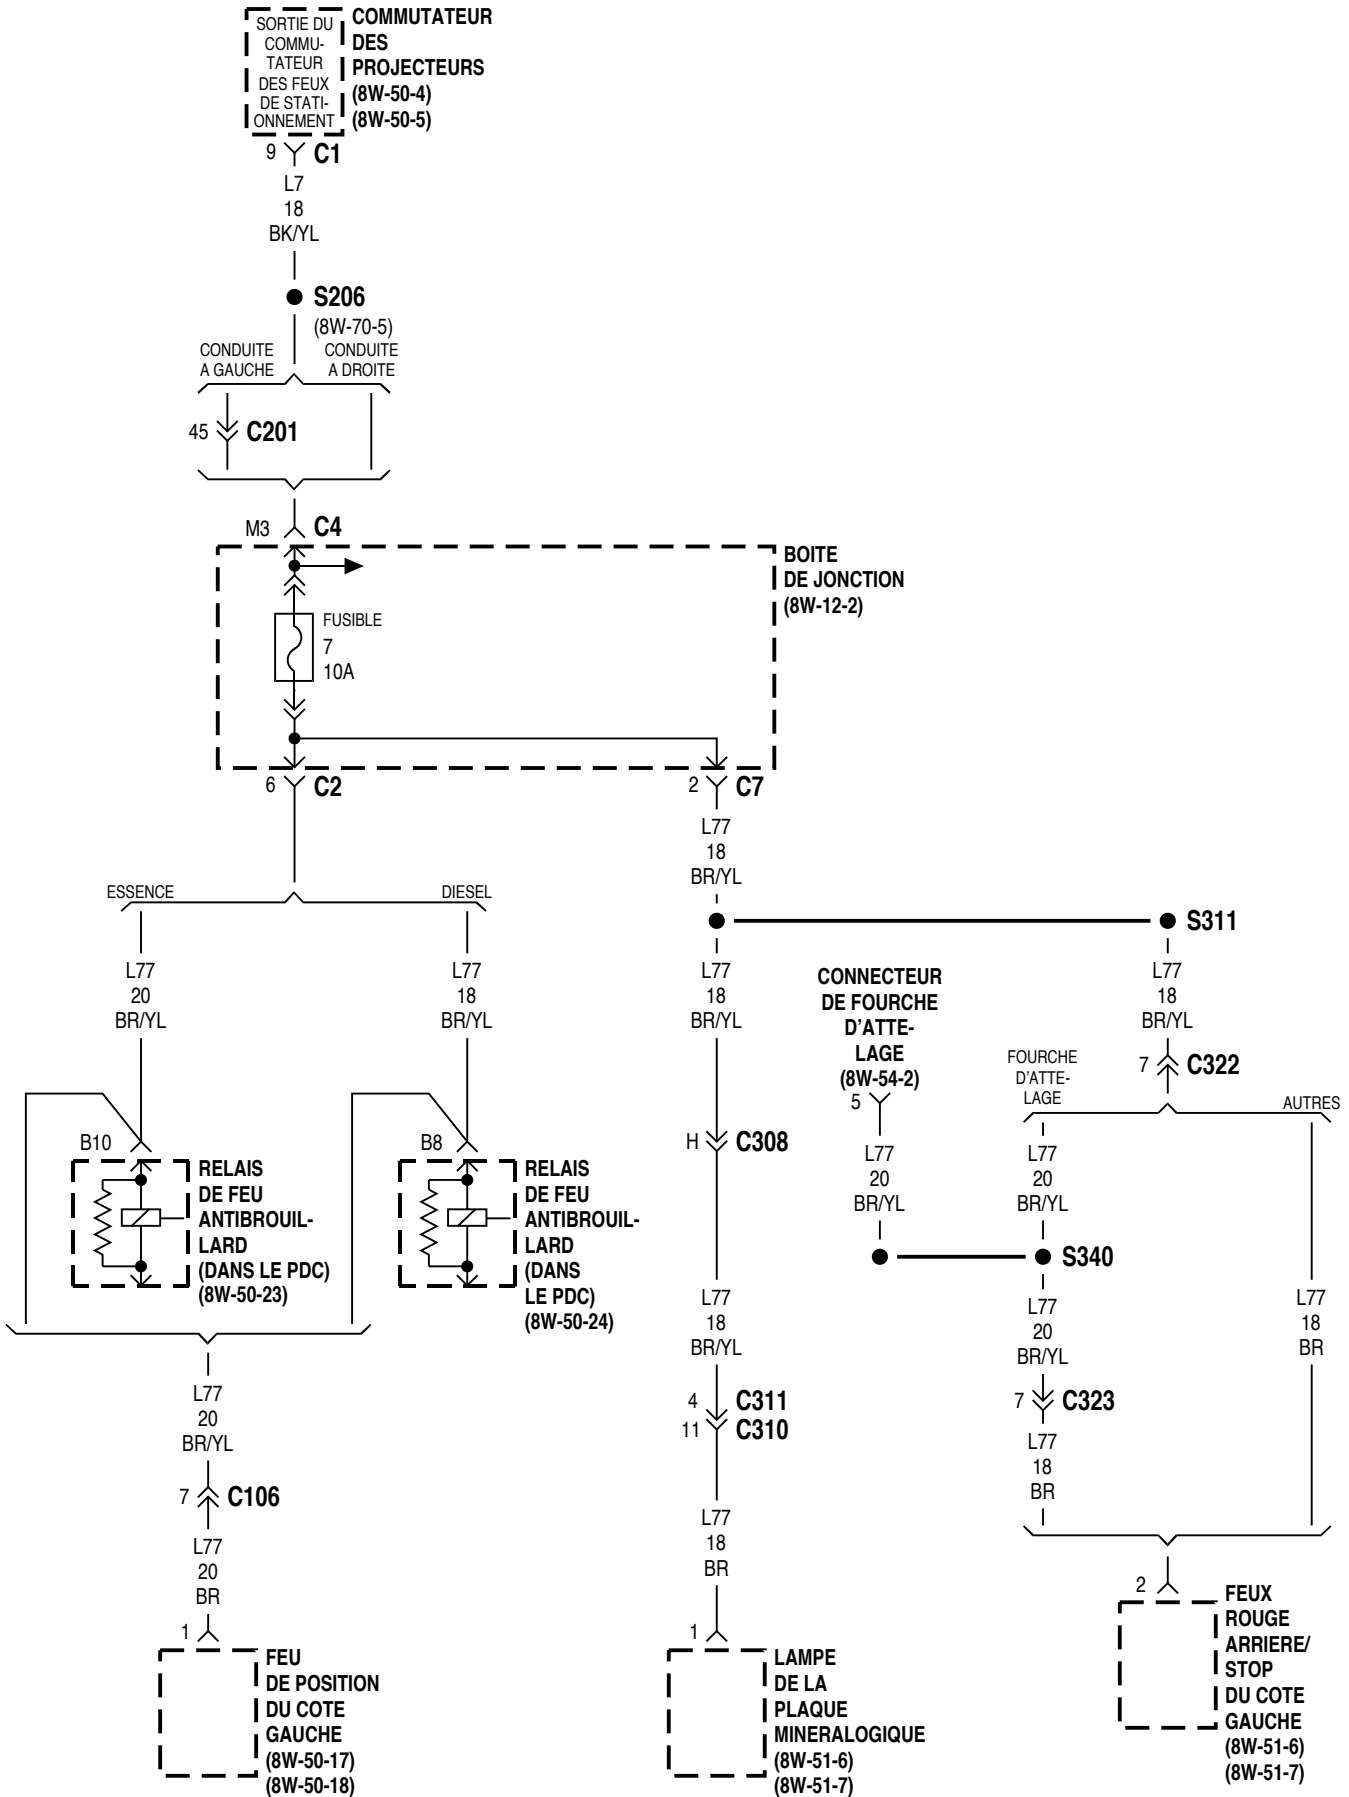 SORTIE DU
COMMU-
TATEUR
DES FEUX
DE STATI-
ONNEMENT
COMMUTATEUR
DES
PROJECTEURS
(8W-50-4)
(8W-50-5)
9
C1
L7
18
BK/YL
S206
(8W-70-5)
CONDUITE
A GAUCHE
CONDUITE
A DROITE
45
C201
M3
C4
BOITE
DE JONCTION
(8W-12-2)
FUSIBLE
7
10A
6
C2
2
C7
L77
18
BR/YL
ESSENCE
DIESEL
S311
L77
20
BR/YL
L77
18
BR/YL
L77
18
BR/YL
CONNECTEUR
DE FOURCHE
D'ATTE-
LAGE
(8W-54-2)
5
L77
18
BR/YL
7
C322
FOURCHE
D'ATTE-
LAGE
AUTRES
B10
B8
H
C308
L77
20
BR/YL
L77
20
BR/YL
RELAIS
DE FEU
ANTIBROUIL-
LARD
(DANS LE PDC)
(8W-50-23)
RELAIS
DE FEU
ANTIBROUIL-
LARD
(DANS
LE PDC)
(8W-50-24)
S340
L77
18
BR/YL
L77
20
BR/YL
L77
18
BR
L77
20
BR/YL
4
C311
11
C310
7
C323
L77
18
BR
7
C106
L77
20
BR
L77
18
BR
1
FEU
DE POSITION
DU COTE
GAUCHE
(8W-50-17)
(8W-50-18)
1
LAMPE
DE LA
PLAQUE
MINERALOGIQUE
(8W-51-6)
(8W-51-7)
2
FEUX
ROUGE
ARRIERE/
STOP
DU COTE
GAUCHE
(8W-51-6)
(8W-51-7)